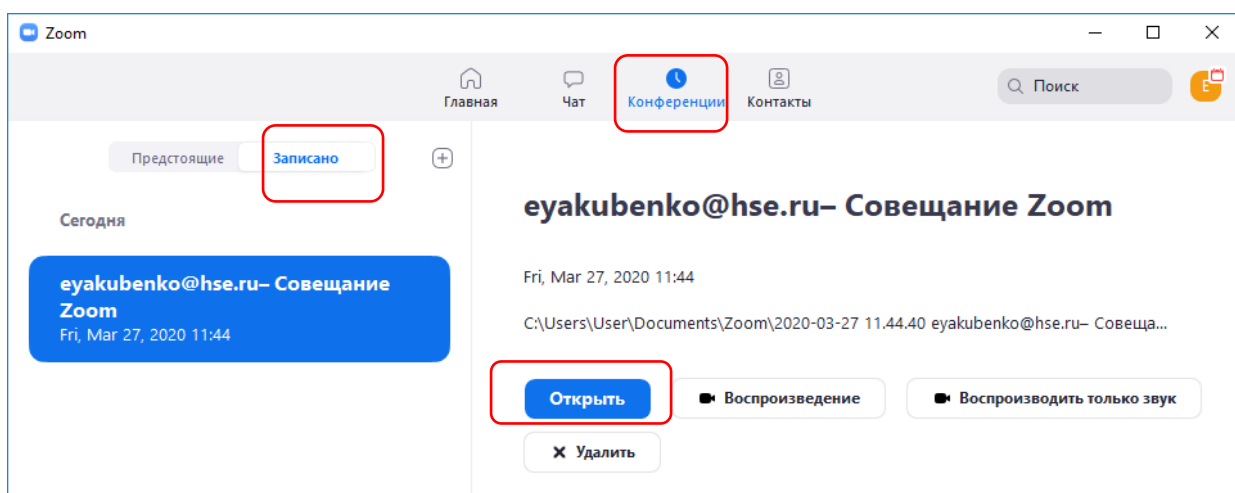 Zoom
Главная Чат Конференции Контакты
Поиск
E
Предстоящие Записано
Сегодня
eyakubenko@hse.ru– Совещание
Zoom
Fri, Mar 27, 2020 11:44
eyakubenko@hse.ru– Совещание Zoom
Fri, Mar 27, 2020 11:44
C:\Users\User\Documents\Zoom\2020-03-27 11.44.40 eyakubenko@hse.ru– Совеща...
Открыть Воспроизведение Воспроизводить только звук
Удалить